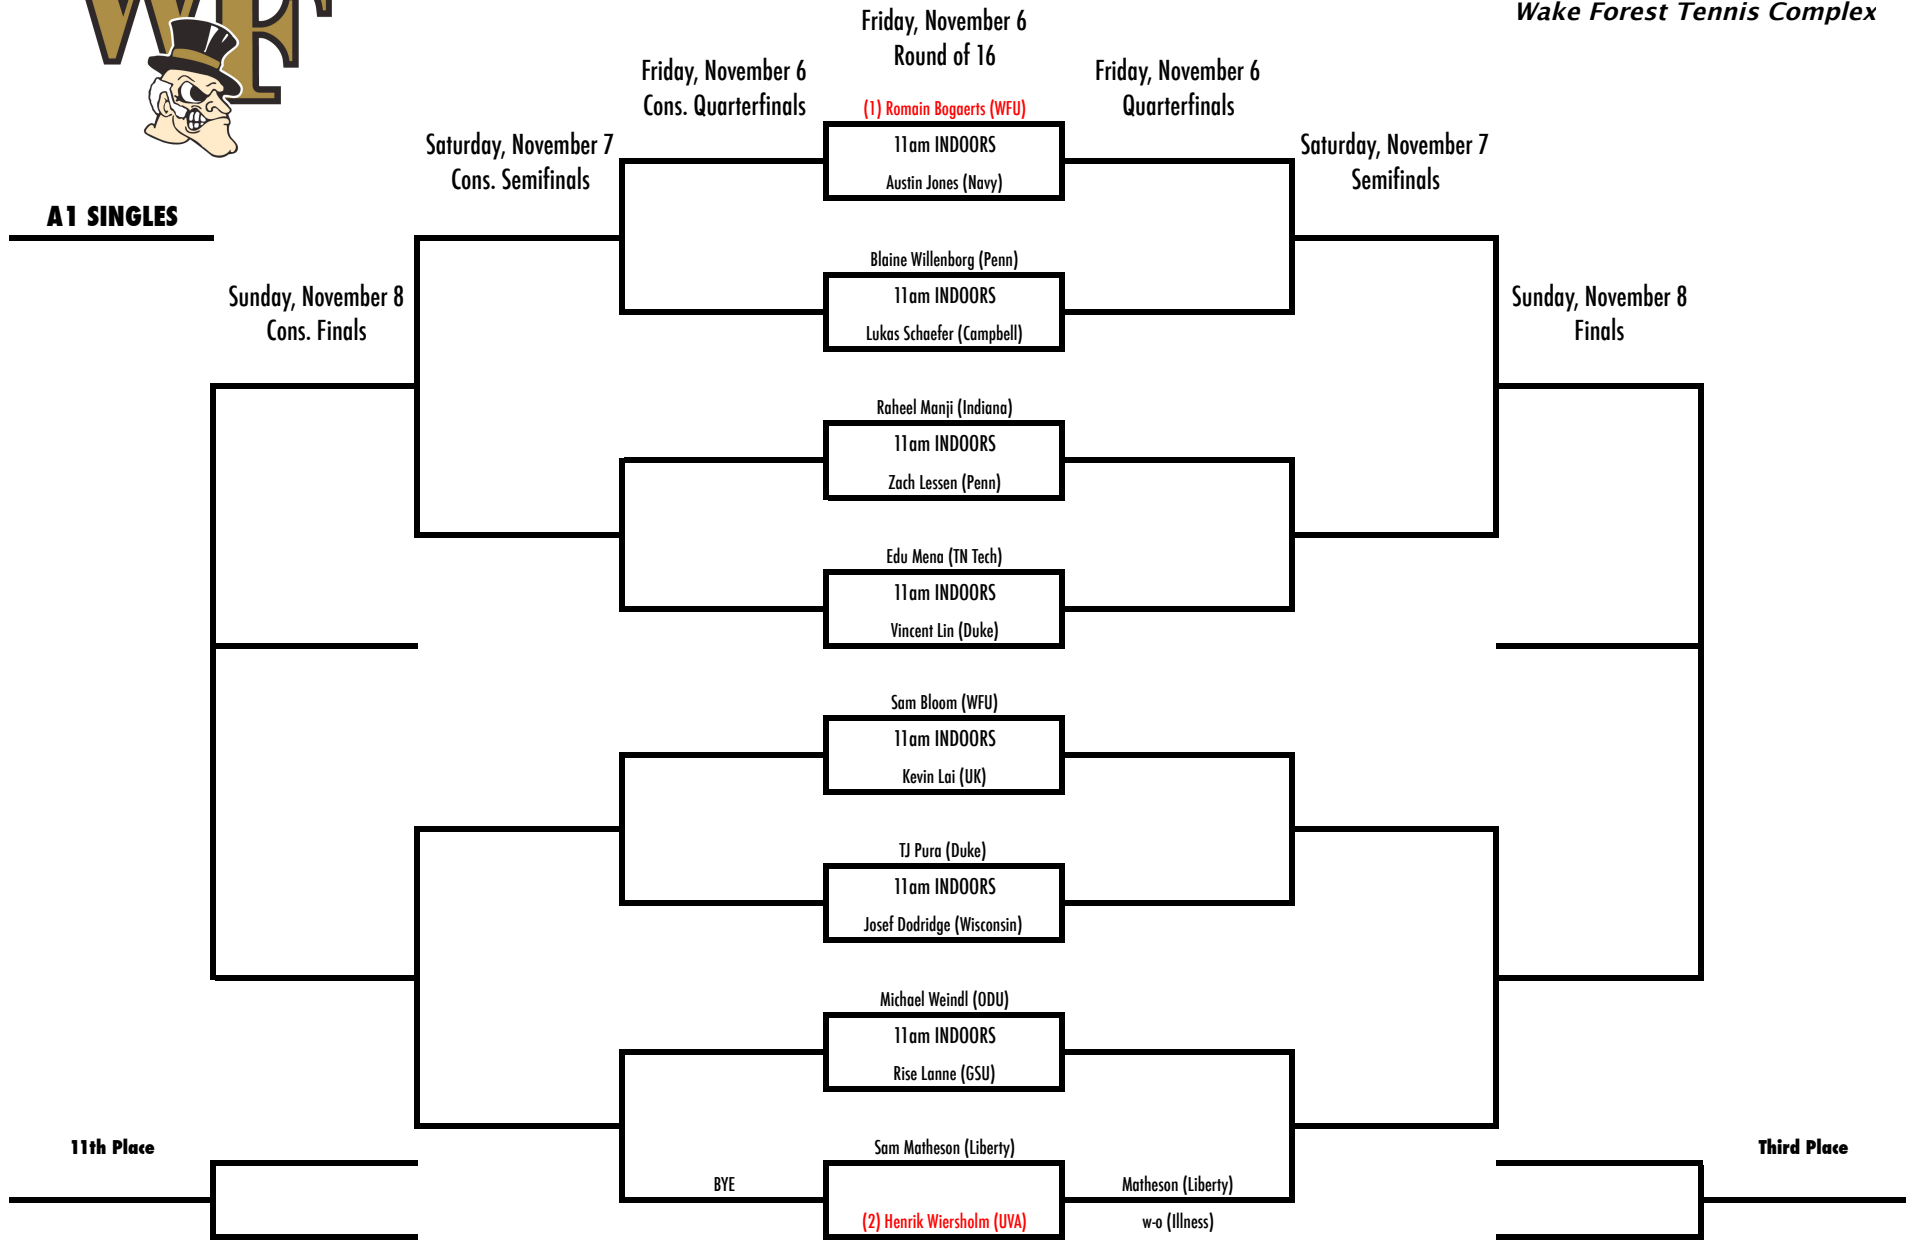 WF
Wake Forest Tennis Complex
Friday, November 6
Round of 16
Friday, November 6
Cons. Quarterfinals
Friday, November 6
Quarterfinals
(1) Romain Bogaerts (WFU)
11am INDOORS
Austin Jones (Navy)
Saturday, November 7
Cons. Semifinals
Saturday, November 7
Semifinals
A1 SINGLES
Blaine Willenborg (Penn)
11am INDOORS
Lukas Schaefer (Campbell)
Sunday, November 8
Cons. Finals
Sunday, November 8
Finals
Raheel Manji (Indiana)
11am INDOORS
Zach Lessen (Penn)
Edu Mena (TN Tech)
11am INDOORS
Vincent Lin (Duke)
Sam Bloom (WFU)
11am INDOORS
Kevin Lai (UK)
TJ Pura (Duke)
11am INDOORS
Josef Dodridge (Wisconsin)
Michael Weindl (ODU)
11am INDOORS
Rise Lanne (GSU)
11th Place
Sam Matheson (Liberty)
Third Place
BYE
Matheson (Liberty)
(2) Henrik Wiersholm (UVA)
w-o (Illness)